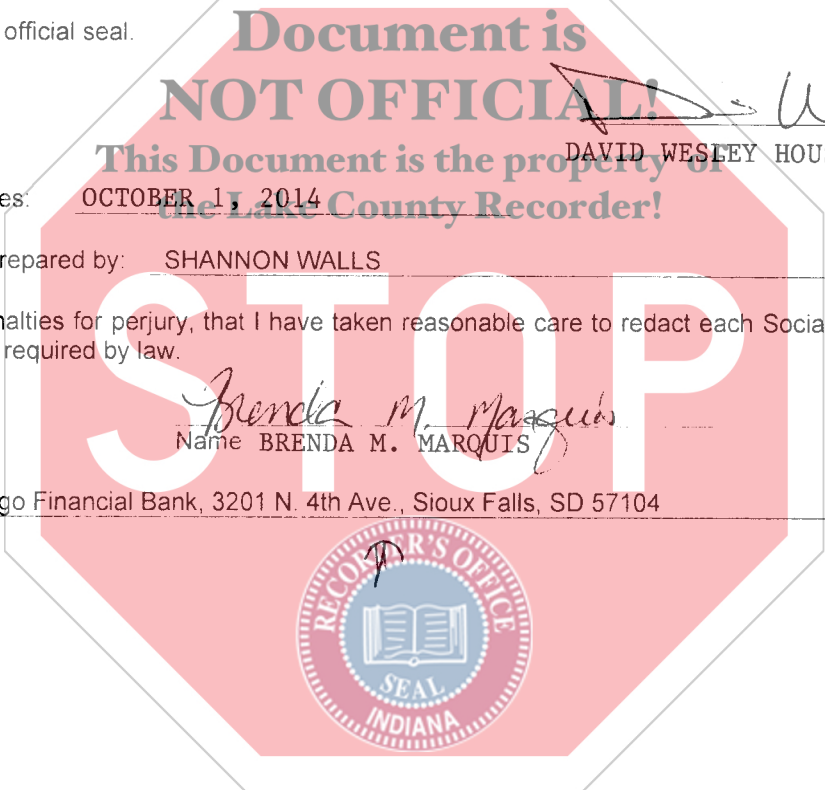 official seal.
Document is
NOT OFFICIAL!
This Document is the property of
DAVID WESLEY HOU
es: OCTOBER 1, 2014
the Lake County Recorder!
repared by: SHANNON WALLS
nalties for perjury, that I have taken reasonable care to redact each Socia
required by law.
STOP
Brenda M. Marquis
Name BRENDA M. MARQUIS
go Financial Bank, 3201 N. 4th Ave., Sioux Falls, SD 57104
RECORDER'S OFFICE
SEAL
INDIANA